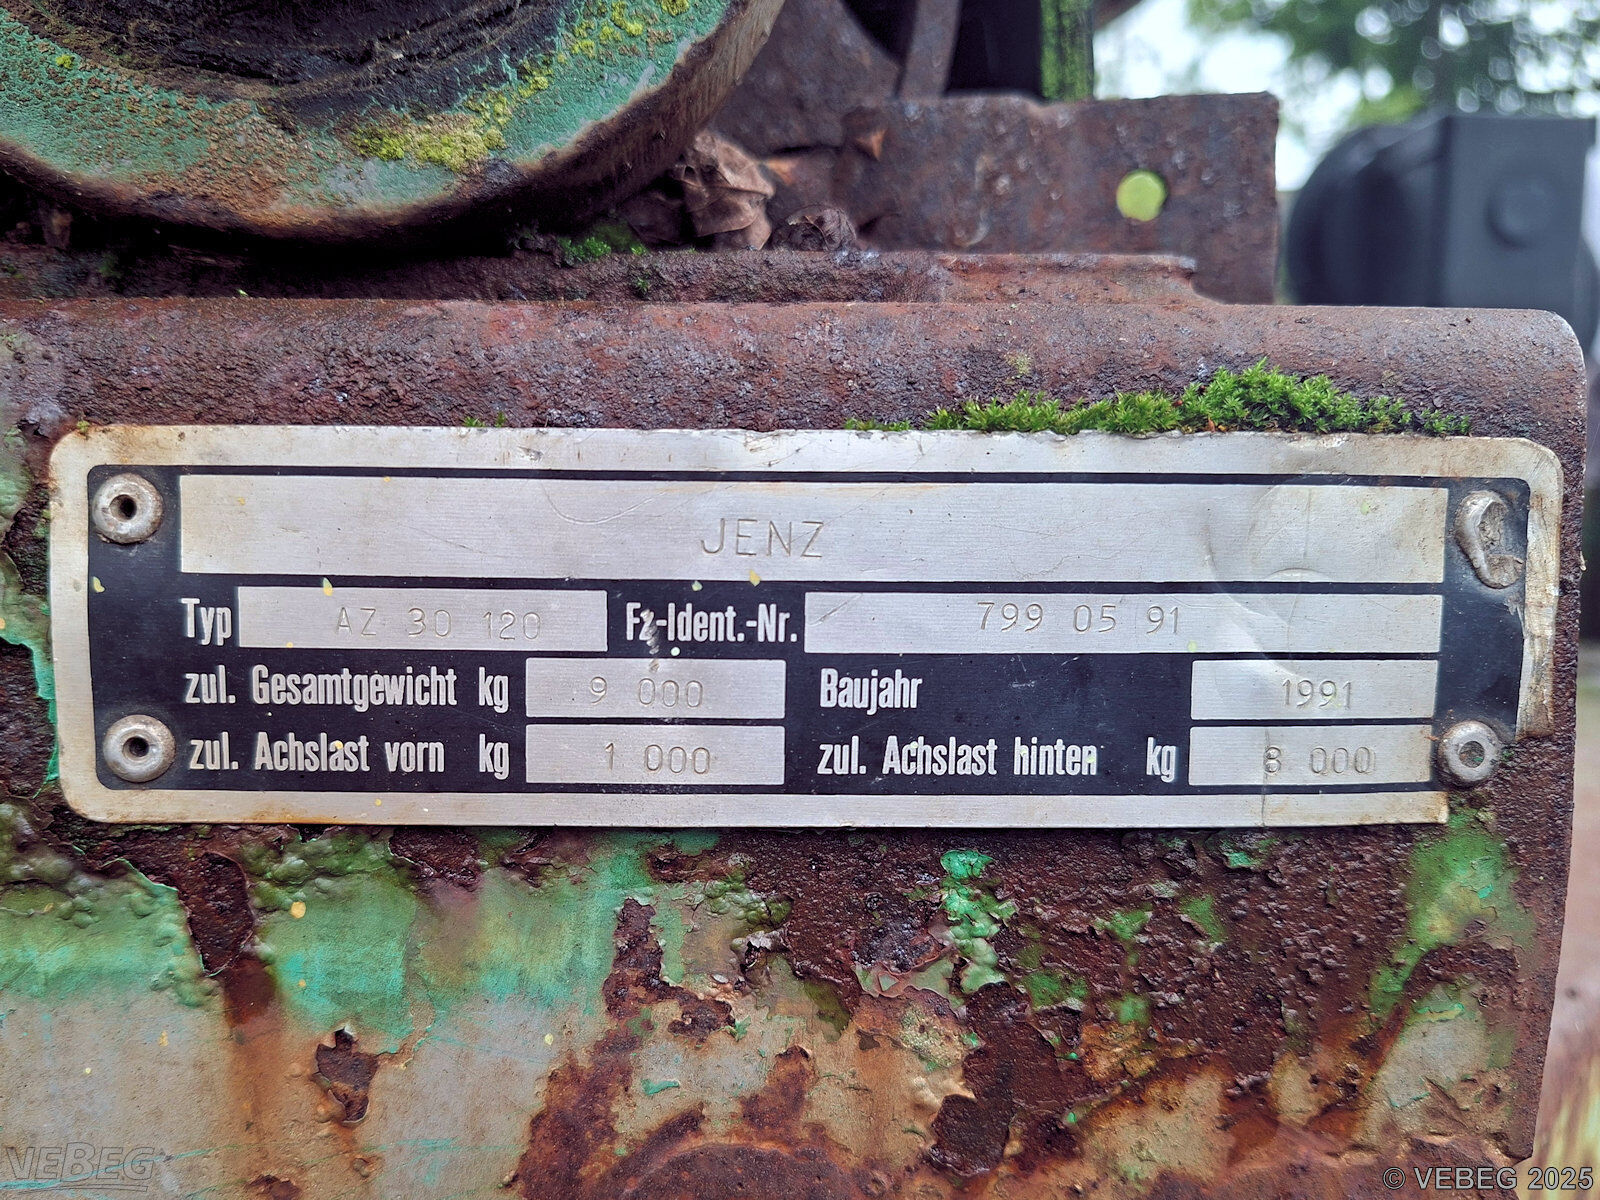 JENZ
Typ AZ 30 120 Fz-Ident.-Nr. 799 05 91
zul. Gesamtgewicht kg 9 000 Baujahr 1991
zul. Achslast vorn kg 1 000 zul. Achslast hinten kg 8 000
VEBEG
© VEBEG 2025